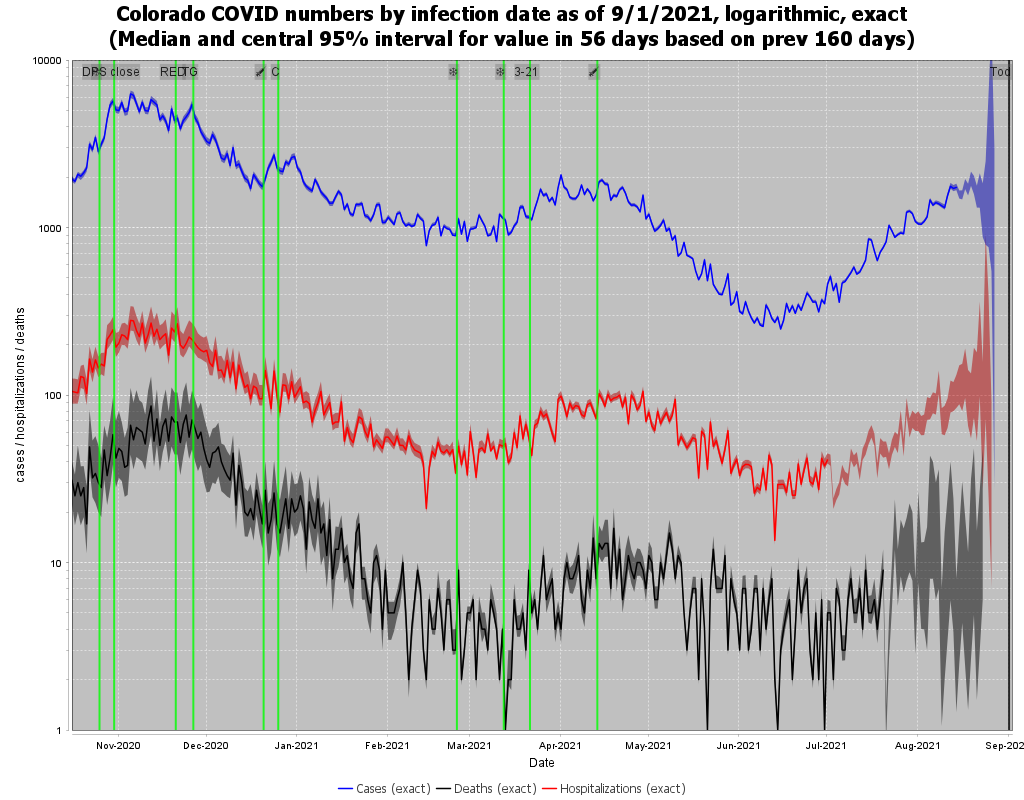 Colorado COVID numbers by infection date as of 9/1/2021, logarithmic, exact
(Median and central 95% interval for value in 56 days based on prev 160 days)
10000
1000
100
10
1
cases / hospitalizations / deaths
close
TG
C
3-21
Tod
Nov-2020
Dec-2020
Jan-2021
Feb-2021
Mar-2021
Apr-2021
May-2021
Jun-2021
Jul-2021
Aug-2021
Sep-202
Date
Cases (exact) Deaths (exact) Hospitalizations (exact)